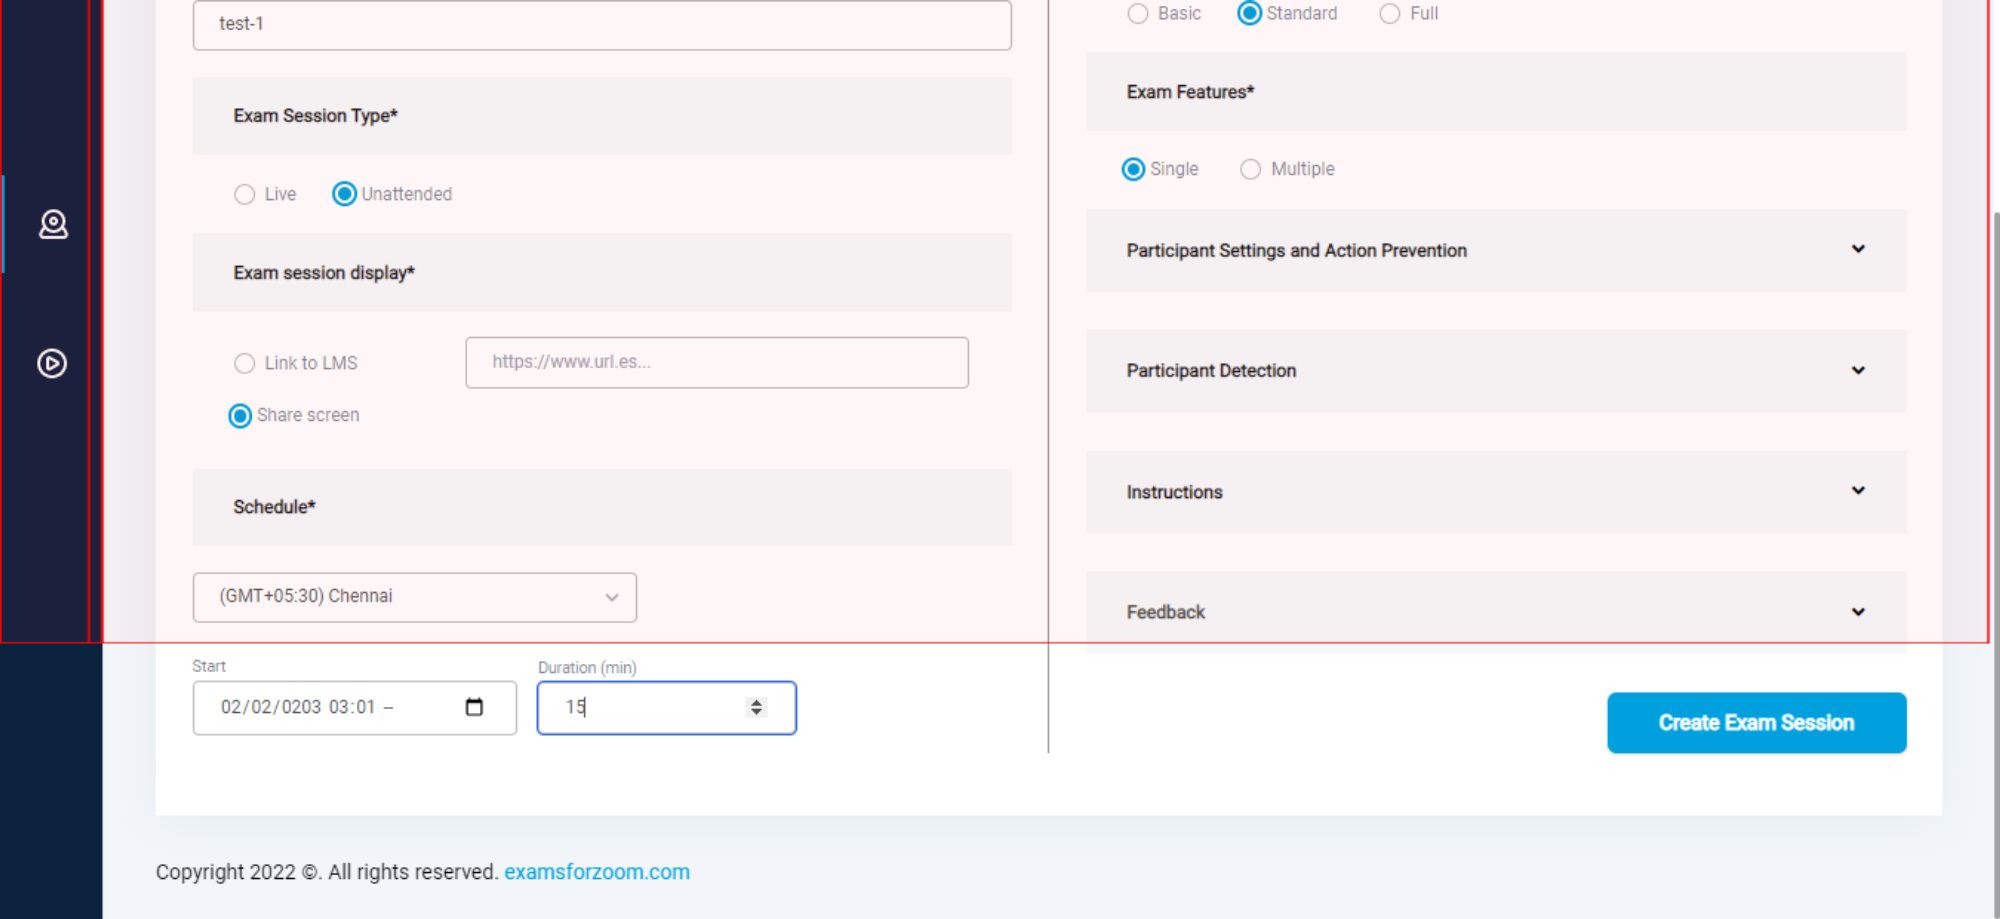 test-1
Exam Session Type*
Live Unattended
Exam session display*
Link to LMS https://www.url.es...
Share screen
Schedule*
(GMT+05:30) Chennai
Start Duration (min)
02/02/0203 03:01 -- 15
Basic Standard Full
Exam Features*
Single Multiple
Participant Settings and Action Prevention
Participant Detection
Instructions
Feedback
Create Exam Session
Copyright 2022 ©. All rights reserved. examsforzoom.com